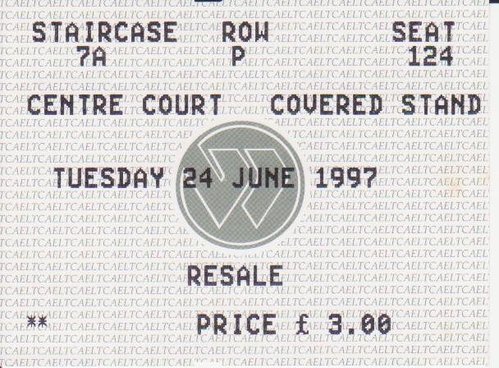 STAIRCASE ROW SEAT
7A P 124
CENTRE COURT COVERED STAND
TUESDAY 24 JUNE 1997
RESALE
** PRICE £ 3.00